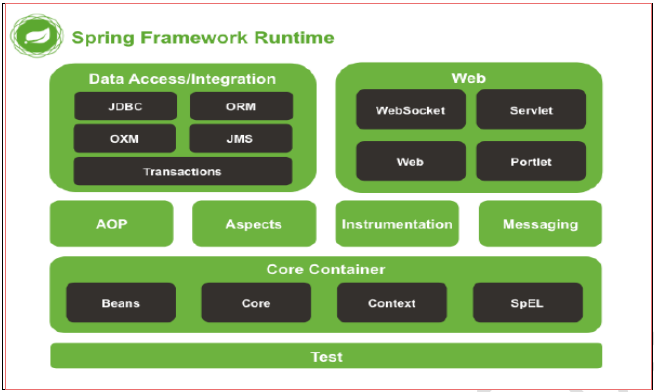 Spring Framework Runtime
Data Access/Integration
JDBC
ORM
OXM
JMS
Transactions
Web
WebSocket
Servlet
Web
Portlet
AOP
Aspects
Instrumentation
Messaging
Core Container
Beans
Core
Context
SpEL
Test